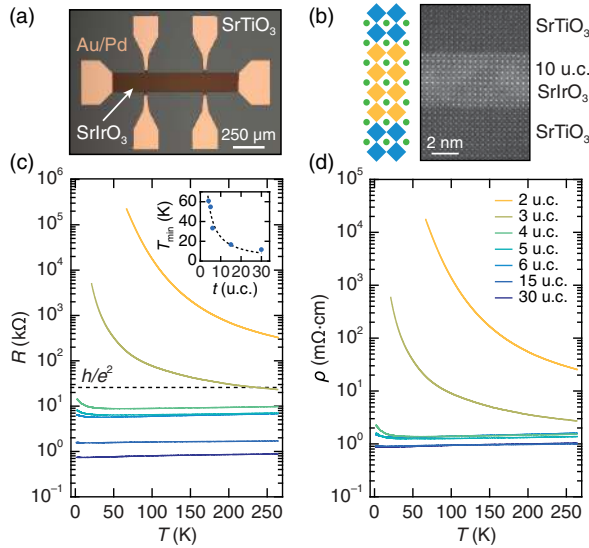 (a)
SrTiO3
Au/Pd
SrIrO3
250 μm
(b)
SrTiO3
10 u.c.
SrIrO3
SrTiO3
2 nm
(c)
10^6
10^5
10^4
10^3
10^2
10^1
10^0
10^-1
R (kΩ)
h/e^2
60
40
20
0
T_min (K)
0 10 20 30
t (u.c.)
0 50 100 150 200 250
T (K)
(d)
10^5
10^4
10^3
10^2
10^1
10^0
10^-1
ρ (mΩ·cm)
2 u.c.
3 u.c.
4 u.c.
5 u.c.
6 u.c.
15 u.c.
30 u.c.
0 50 100 150 200 250
T (K)